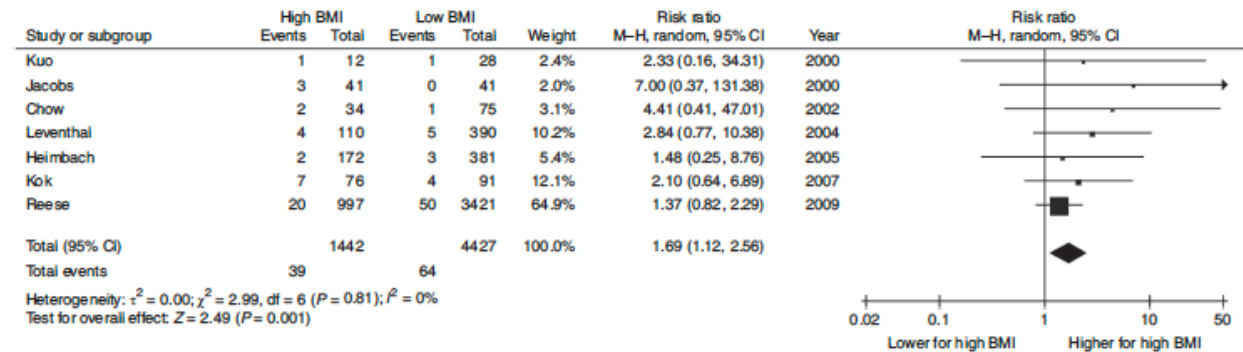 High BMI Low BMI Risk ratio Risk ratio
Study or subgroup Events Total Events Total Weight M–H, random, 95% CI Year M–H, random, 95% CI
Kuo 1 12 1 28 2.4% 2.33 (0.16, 34.31) 2000
Jacobs 3 41 0 41 2.0% 7.00 (0.37, 131.38) 2000
Chow 2 34 1 75 3.1% 4.41 (0.41, 47.01) 2002
Leventhal 4 110 5 390 10.2% 2.84 (0.77, 10.38) 2004
Heimbach 2 172 3 381 5.4% 1.48 (0.25, 8.76) 2005
Kok 7 76 4 91 12.1% 2.10 (0.64, 6.89) 2007
Reese 20 997 50 3421 64.9% 1.37 (0.82, 2.29) 2009
Total (95% CI) 1442 4427 100.0% 1.69 (1.12, 2.56)
Total events 39 64
Heterogeneity: τ² = 0.00; χ² = 2.99, df = 6 (P = 0.81); I² = 0%
Test for overall effect: Z = 2.49 (P = 0.001)
0.02 0.1 1 10 50
Lower for high BMI Higher for high BMI